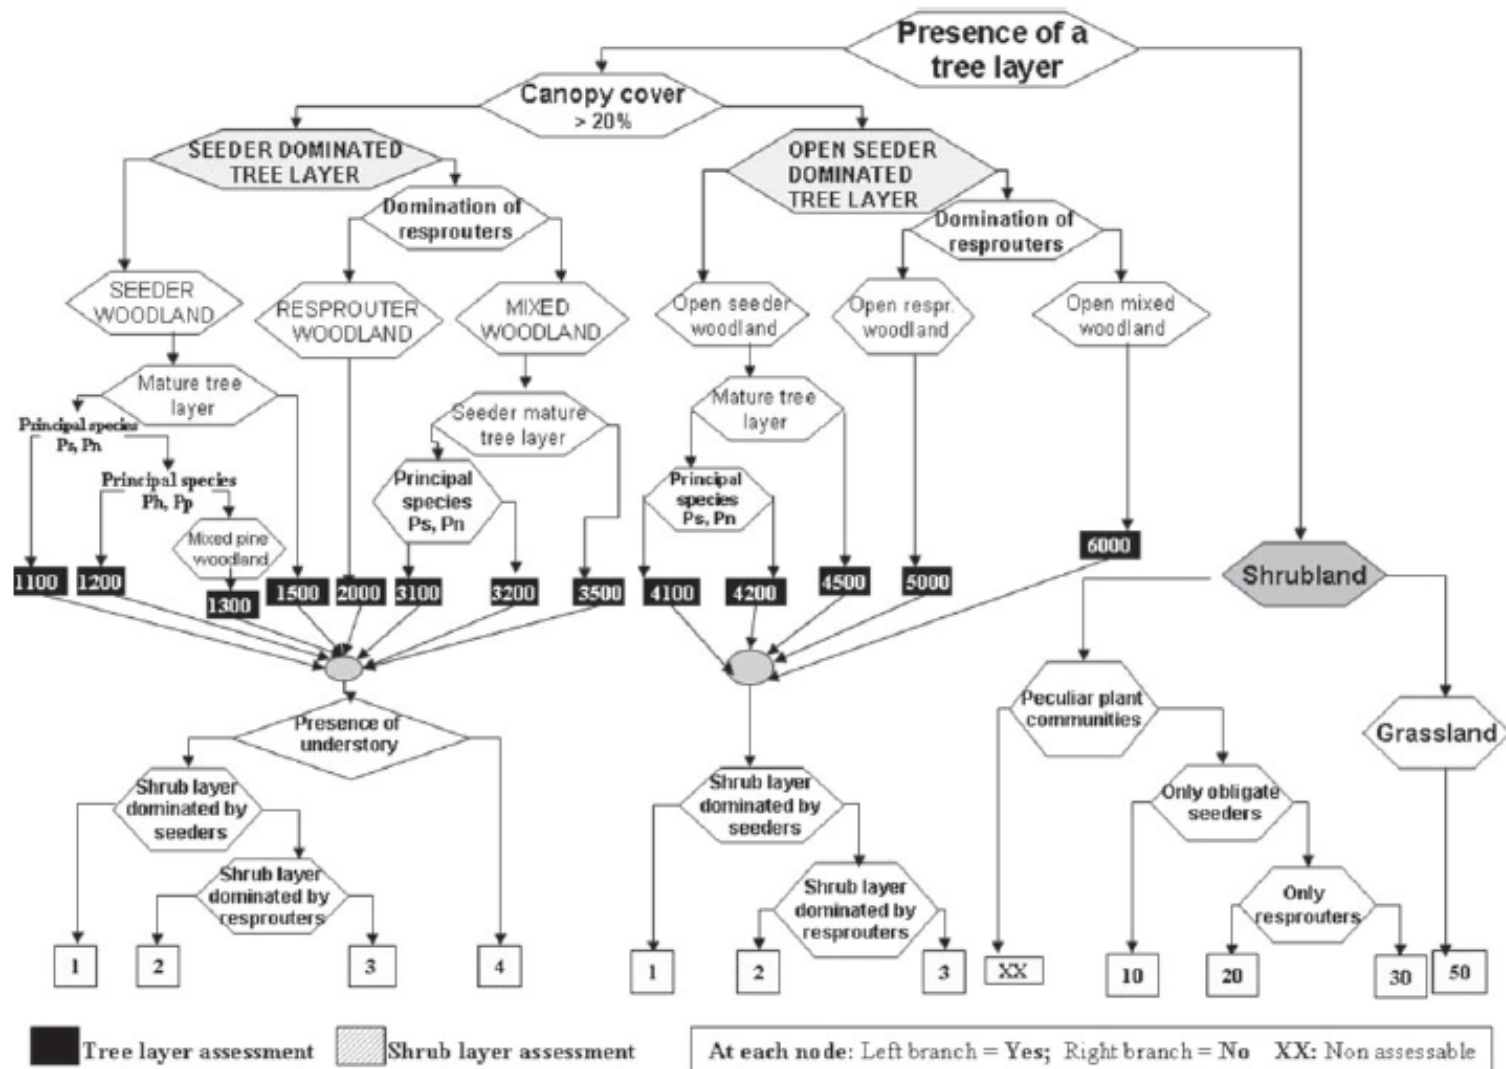 Presence of a
tree layer
Canopy cover
> 20%
SEEDER DOMINATED
TREE LAYER
OPEN SEEDER
DOMINATED
TREE LAYER
Domination of
resprouters
Domination of
resprouters
SEEDER
WOODLAND
RESPROUTER
WOODLAND
MIXED
WOODLAND
Open seeder
woodland
Open respr.
woodland
Open mixed
woodland
Mature tree
layer
Seeder mature
tree layer
Mature tree
layer
Principal species
Ps, Pn
Principal species
Ph, Pp
Mixed pine
woodland
Principal
species
Ps, Pn
Principal
species
Ps, Pn
1100
1200
1300
1500
2000
3100
3200
3500
4100
4200
4500
5000
6000
Shrubland
Peculiar plant
communities
Grassland
Presence of
understory
Shrub layer
dominated by
seeders
Shrub layer
dominated by
resprouters
Shrub layer
dominated by
seeders
Shrub layer
dominated by
resprouters
Only obligate
seeders
Only
resprouters
1
2
3
4
1
2
3
XX
10
20
30
50
Tree layer assessment
Shrub layer assessment
At each node: Left branch = Yes; Right branch = No XX: Non assessable